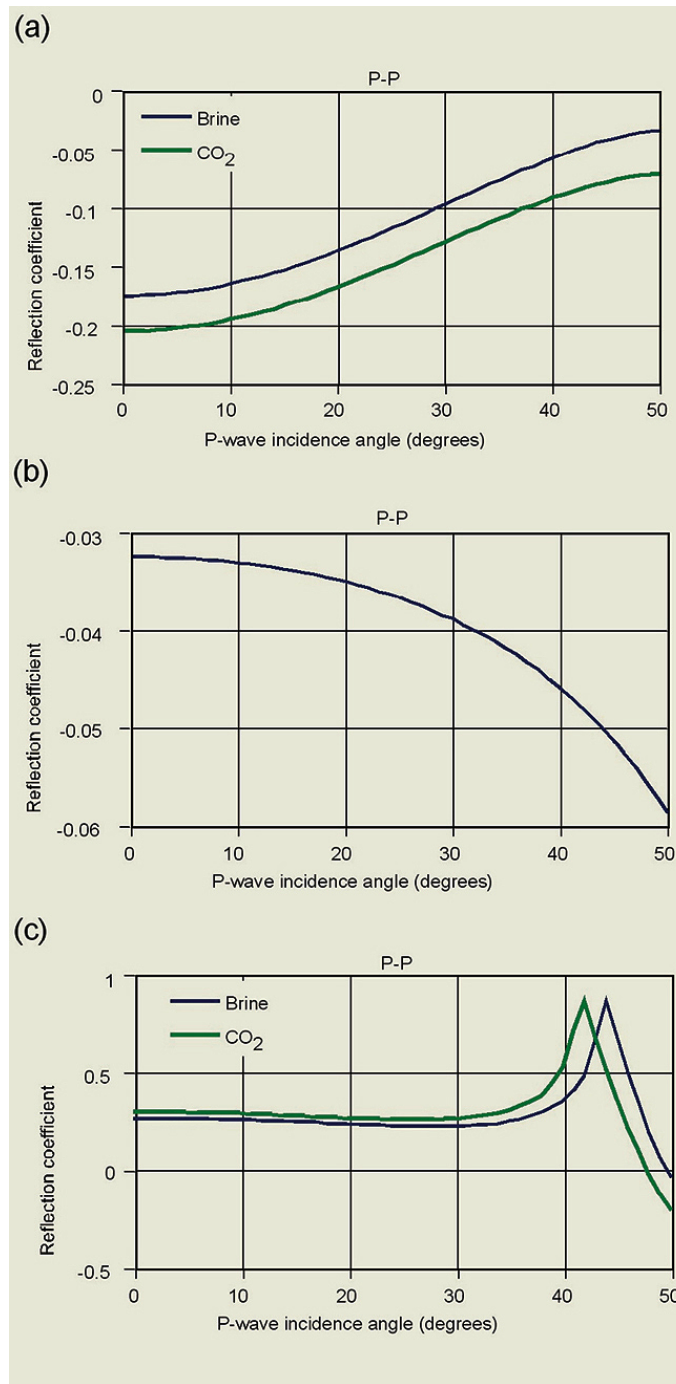 (a)
P-P
0
Brine
-0.05
CO2
-0.1
-0.15
-0.2
-0.25
Reflection coefficient
0 10 20 30 40 50
P-wave incidence angle (degrees)
(b)
P-P
-0.03
-0.04
-0.05
-0.06
Reflection coefficient
0 10 20 30 40 50
P-wave incidence angle (degrees)
(c)
P-P
1
Brine
CO2
0.5
0
-0.5
Reflection coefficient
0 10 20 30 40 50
P-wave incidence angle (degrees)